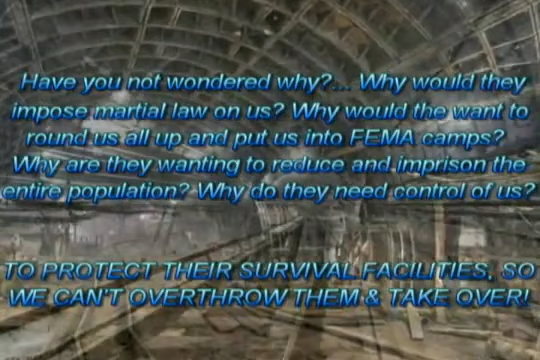 Have you not wondered why?... Why would they
impose martial law on us? Why would the want to
round us all up and put us into FEMA camps?
Why are they wanting to reduce and imprison the
entire population? Why do they need control of us?
TO PROTECT THEIR SURVIVAL FACILITIES, SO
WE CAN'T OVERTHROW THEM & TAKE OVER!